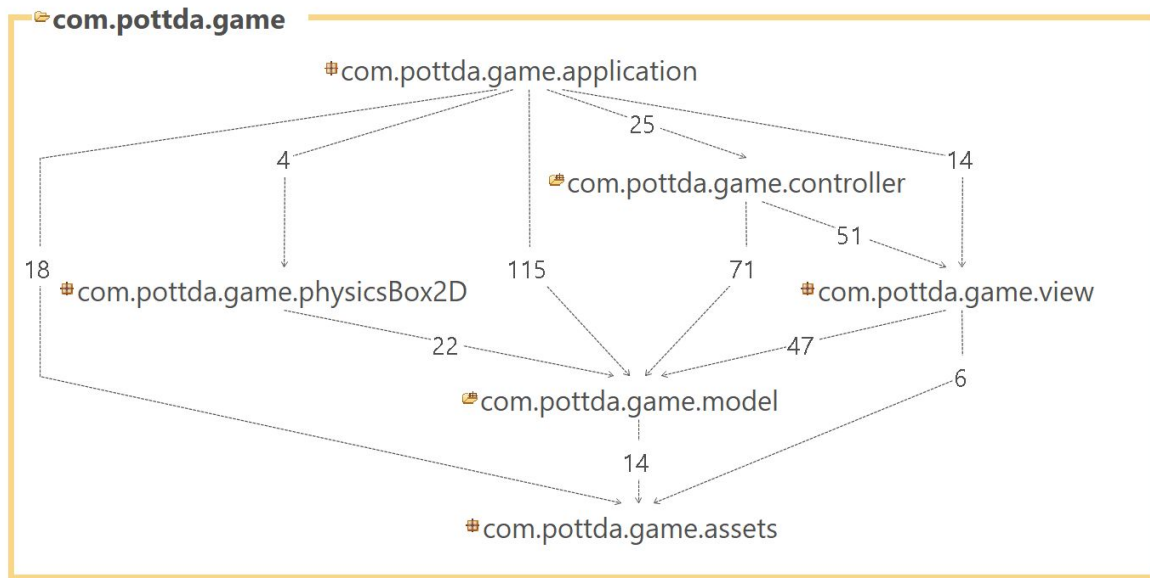 com.pottda.game
com.pottda.game.application
25
4
14
com.pottda.game.controller
51
18
115
71
com.pottda.game.physicsBox2D
com.pottda.game.view
22
47
6
com.pottda.game.model
14
com.pottda.game.assets